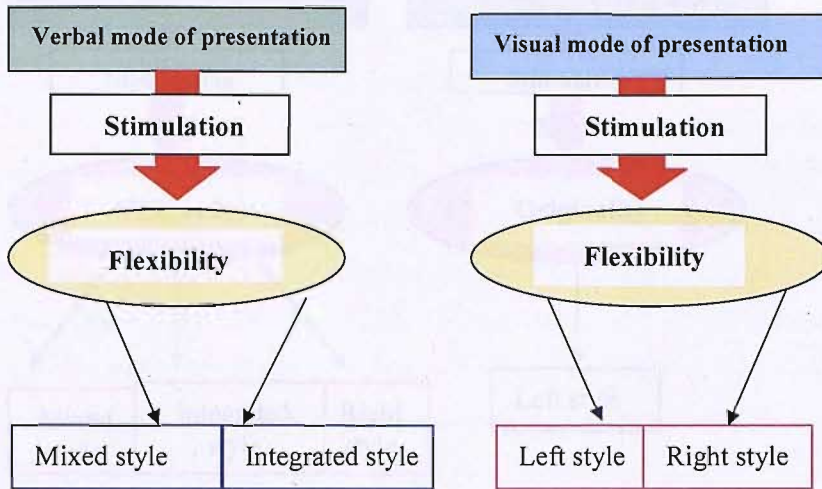 Verbal mode of presentation
Stimulation
Flexibility
Mixed style
Integrated style
Visual mode of presentation
Stimulation
Flexibility
Left style
Right style